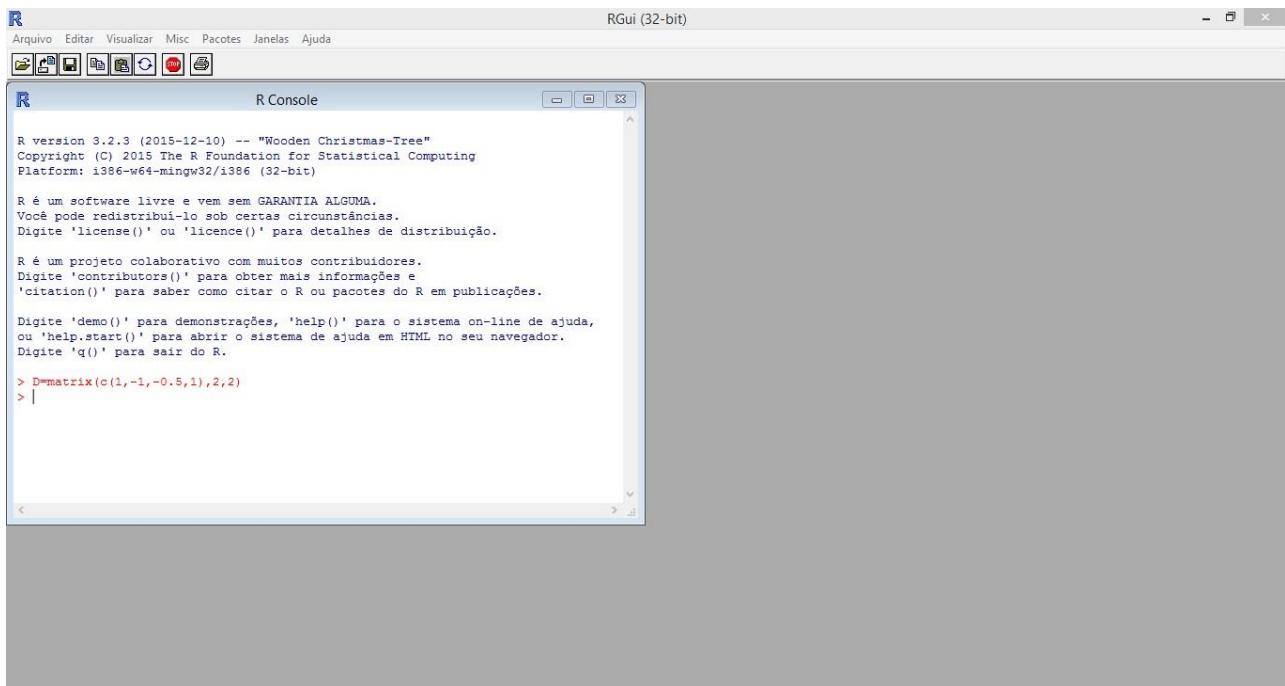 R
RGui (32-bit)
Arquivo Editar Visualizar Misc Pacotes Janelas Ajuda
STOP
R
R Console
R version 3.2.3 (2015-12-10) -- "Wooden Christmas-Tree"
Copyright (C) 2015 The R Foundation for Statistical Computing
Platform: i386-w64-mingw32/i386 (32-bit)
R é um software livre e vem sem GARANTIA ALGUMA.
Você pode redistribuí-lo sob certas circunstâncias.
Digite 'license()' ou 'licence()' para detalhes de distribuição.
R é um projeto colaborativo com muitos contribuidores.
Digite 'contributors()' para obter mais informações e
'citation()' para saber como citar o R ou pacotes do R em publicações.
Digite 'demo()' para demonstrações, 'help()' para o sistema on-line de ajuda,
ou 'help.start()' para abrir o sistema de ajuda em HTML no seu navegador.
Digite 'q()' para sair do R.
> D=matrix(c(1,-1,-0.5,1),2,2)
>